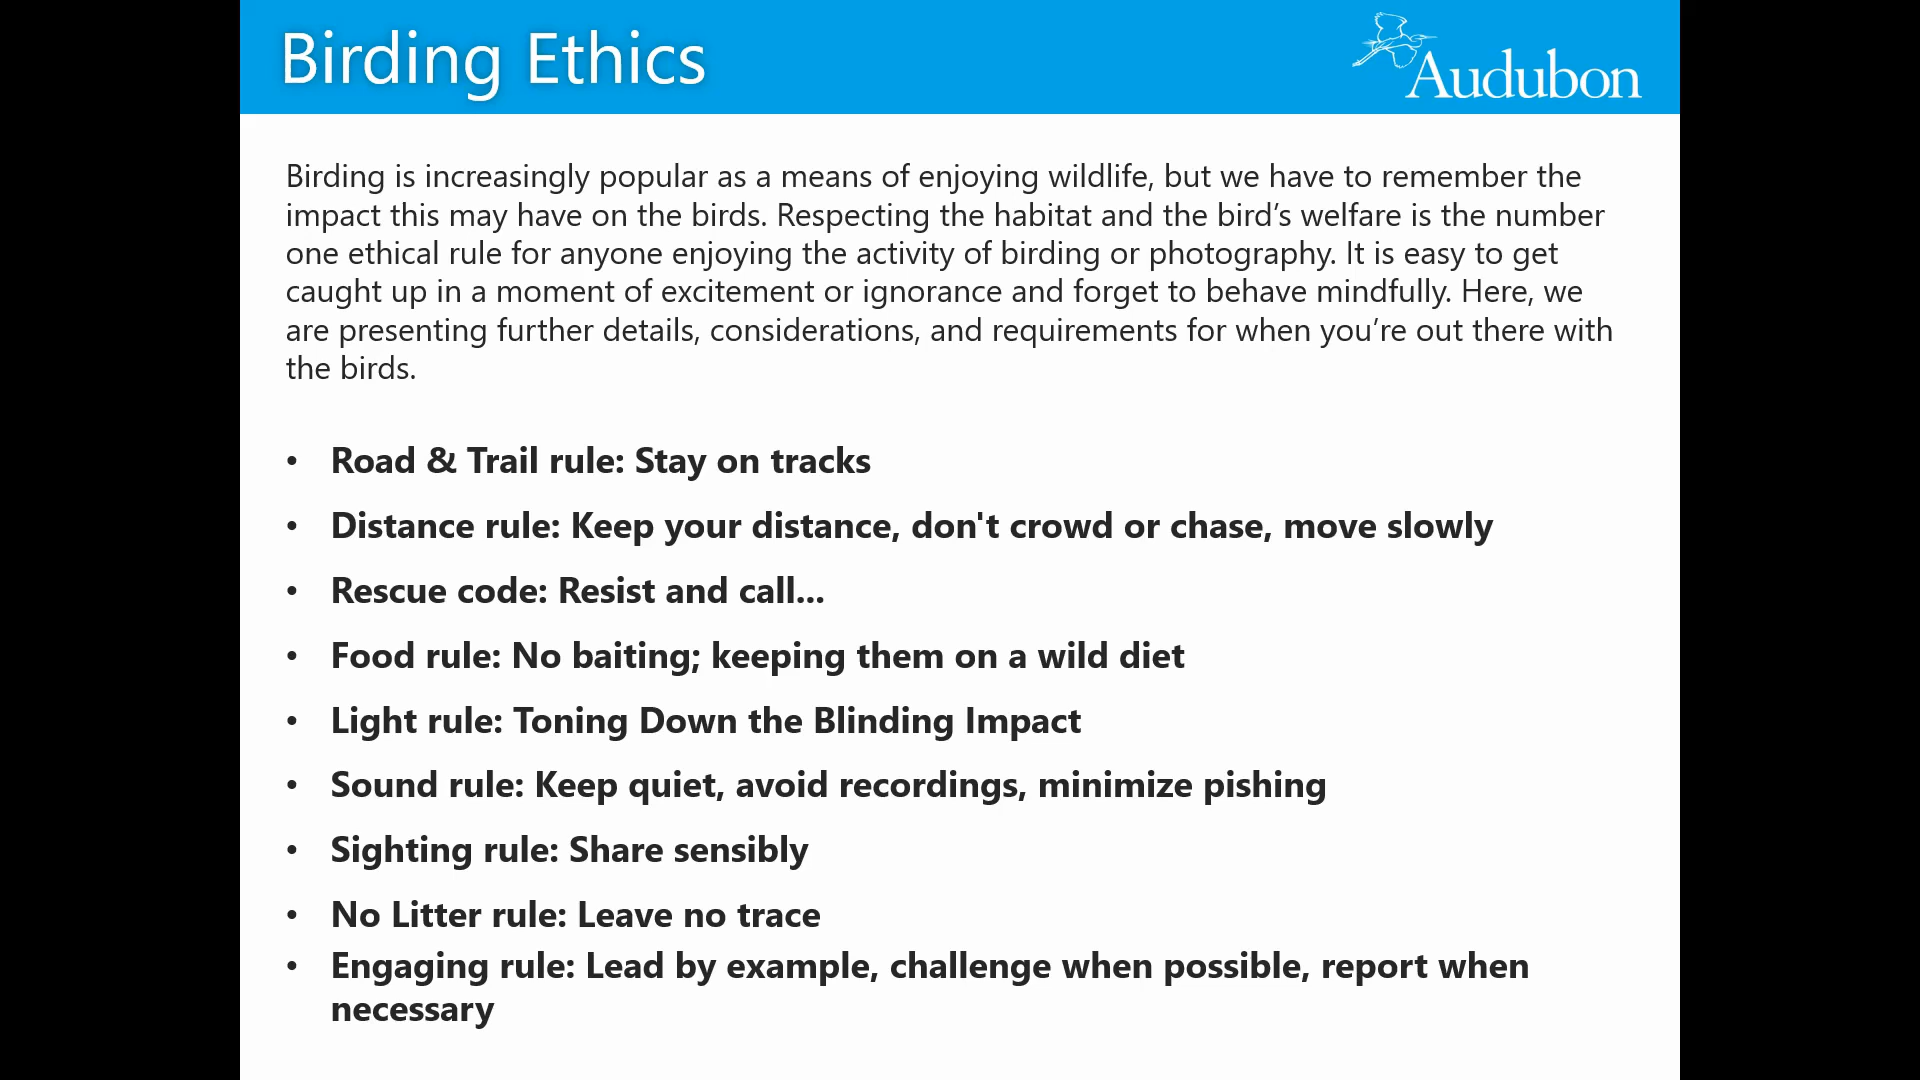 Birding Ethics
Audubon
Birding is increasingly popular as a means of enjoying wildlife, but we have to remember the
impact this may have on the birds. Respecting the habitat and the bird’s welfare is the number
one ethical rule for anyone enjoying the activity of birding or photography. It is easy to get
caught up in a moment of excitement or ignorance and forget to behave mindfully. Here, we
are presenting further details, considerations, and requirements for when you’re out there with
the birds.
• Road & Trail rule: Stay on tracks
• Distance rule: Keep your distance, don't crowd or chase, move slowly
• Rescue code: Resist and call...
• Food rule: No baiting; keeping them on a wild diet
• Light rule: Toning Down the Blinding Impact
• Sound rule: Keep quiet, avoid recordings, minimize pishing
• Sighting rule: Share sensibly
• No Litter rule: Leave no trace
• Engaging rule: Lead by example, challenge when possible, report when
necessary